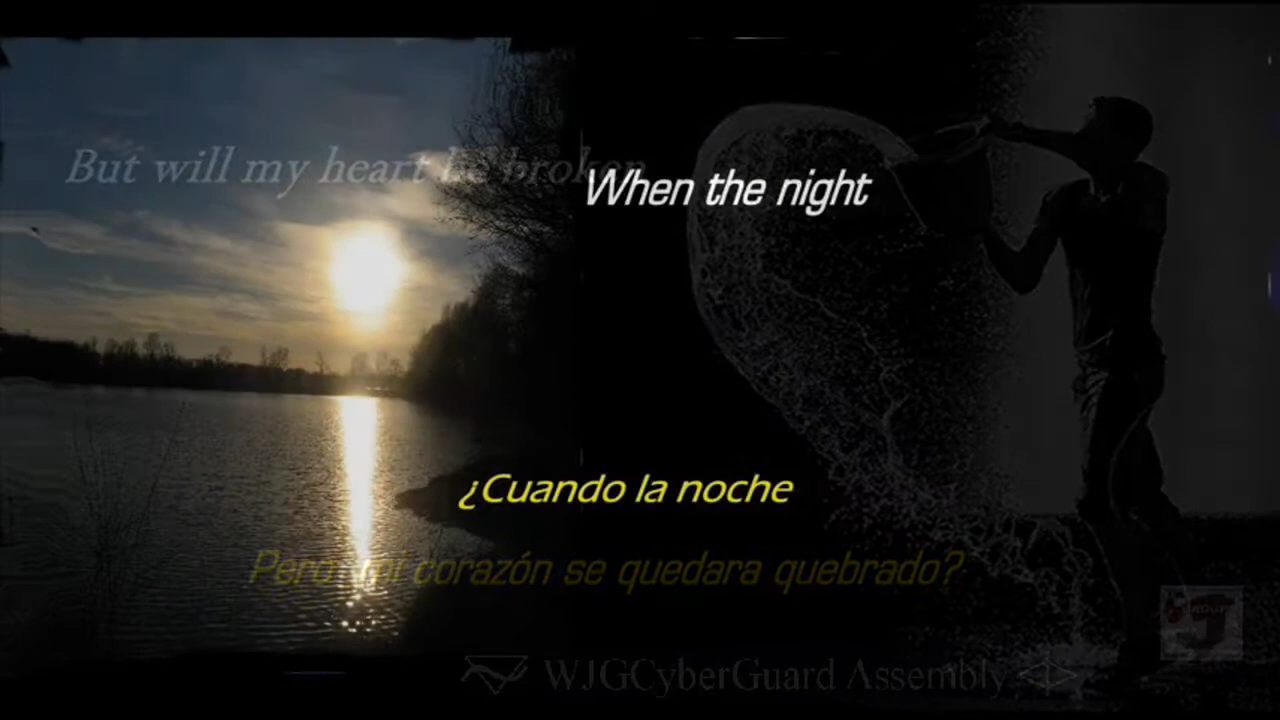 But will my heart be broken
When the night
¿Cuando la noche
Pero mi corazón se quedara quebrado?
WJGCyberGuard Assembly